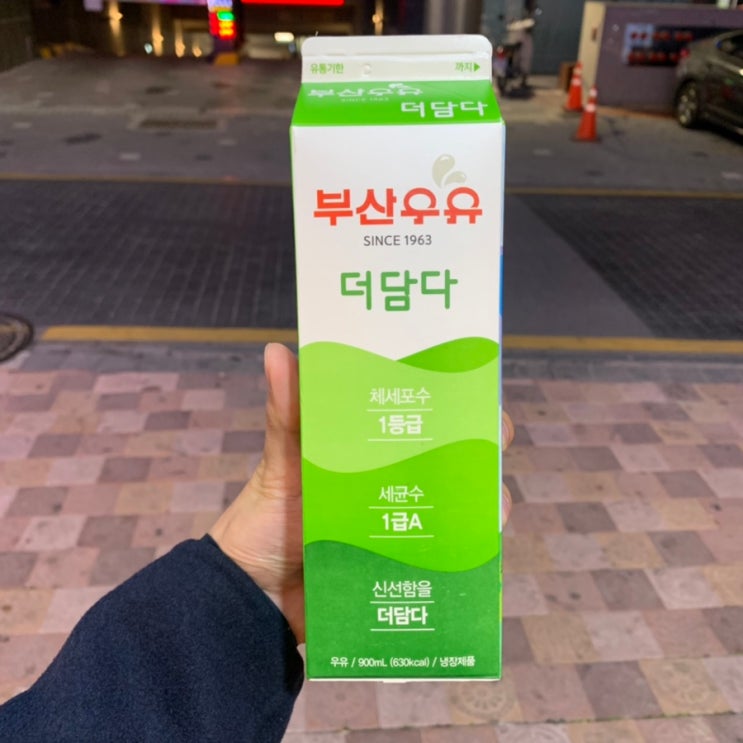 유통기한 까지▶
부산우유
SINCE 1963
더담다
부산우유
SINCE 1963
더담다
체세포수
1등급
세균수
1급A
신선함을
더담다
우유 / 900mL (630kcal) / 냉장제품